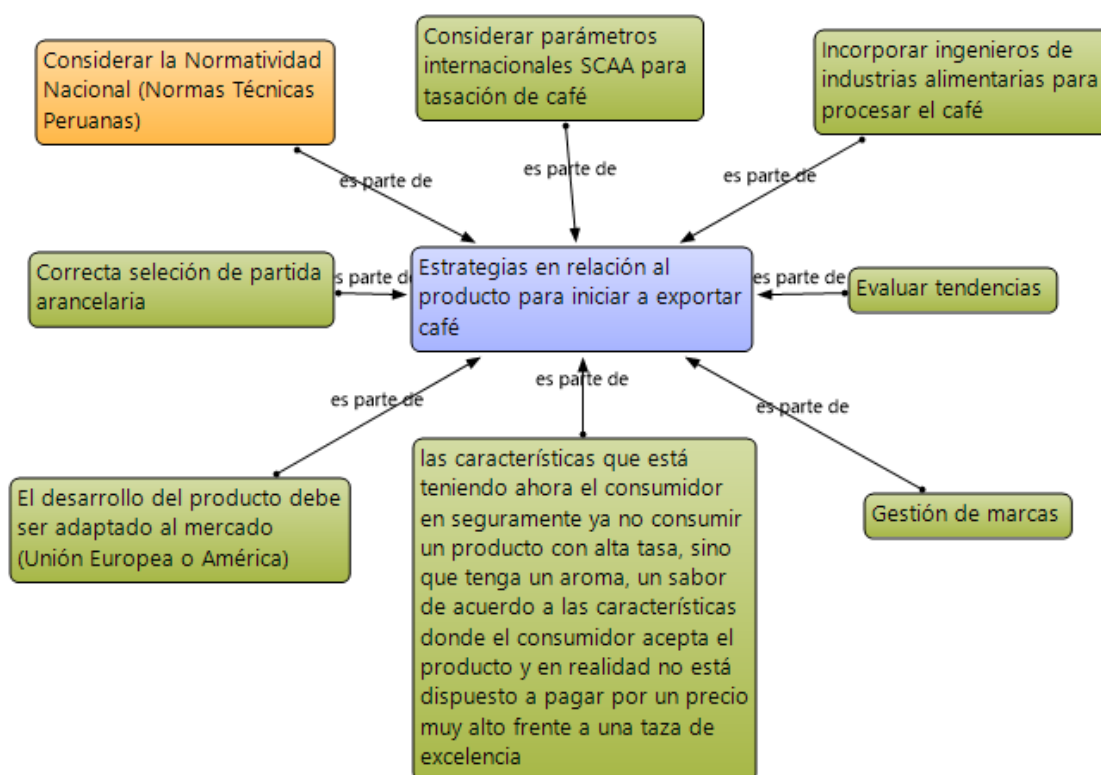 Considerar la Normatividad
Nacional (Normas Técnicas
Peruanas)
Considerar parámetros
internacionales SCAA para
tasación de café
Incorporar ingenieros de
industrias alimentarias para
procesar el café
es parte de
es parte de
es parte de
Correcta seleción de partida
arancelaria
s parte de
Estrategias en relación al
producto para iniciar a exportar
café
es parte de
Evaluar tendencias
es parte de
es parte de
es parte de
El desarrollo del producto debe
ser adaptado al mercado
(Unión Europea o América)
las características que está
teniendo ahora el consumidor
en seguramente ya no consumir
un producto con alta tasa, sino
que tenga un aroma, un sabor
de acuerdo a las características
donde el consumidor acepta el
producto y en realidad no está
dispuesto a pagar por un precio
muy alto frente a una taza de
excelencia
Gestión de marcas